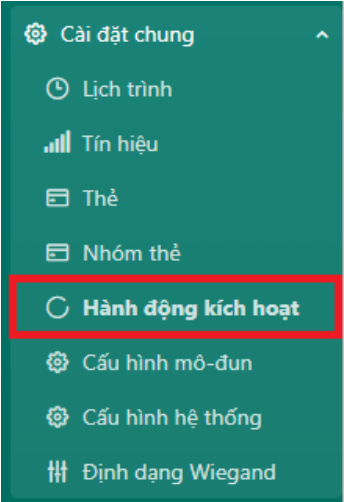 Cài đặt chung
Lịch trình
Tín hiệu
Thẻ
Nhóm thẻ
Hành động kích hoạt
Cấu hình mô-đun
Cấu hình hệ thống
Định dạng Wiegand